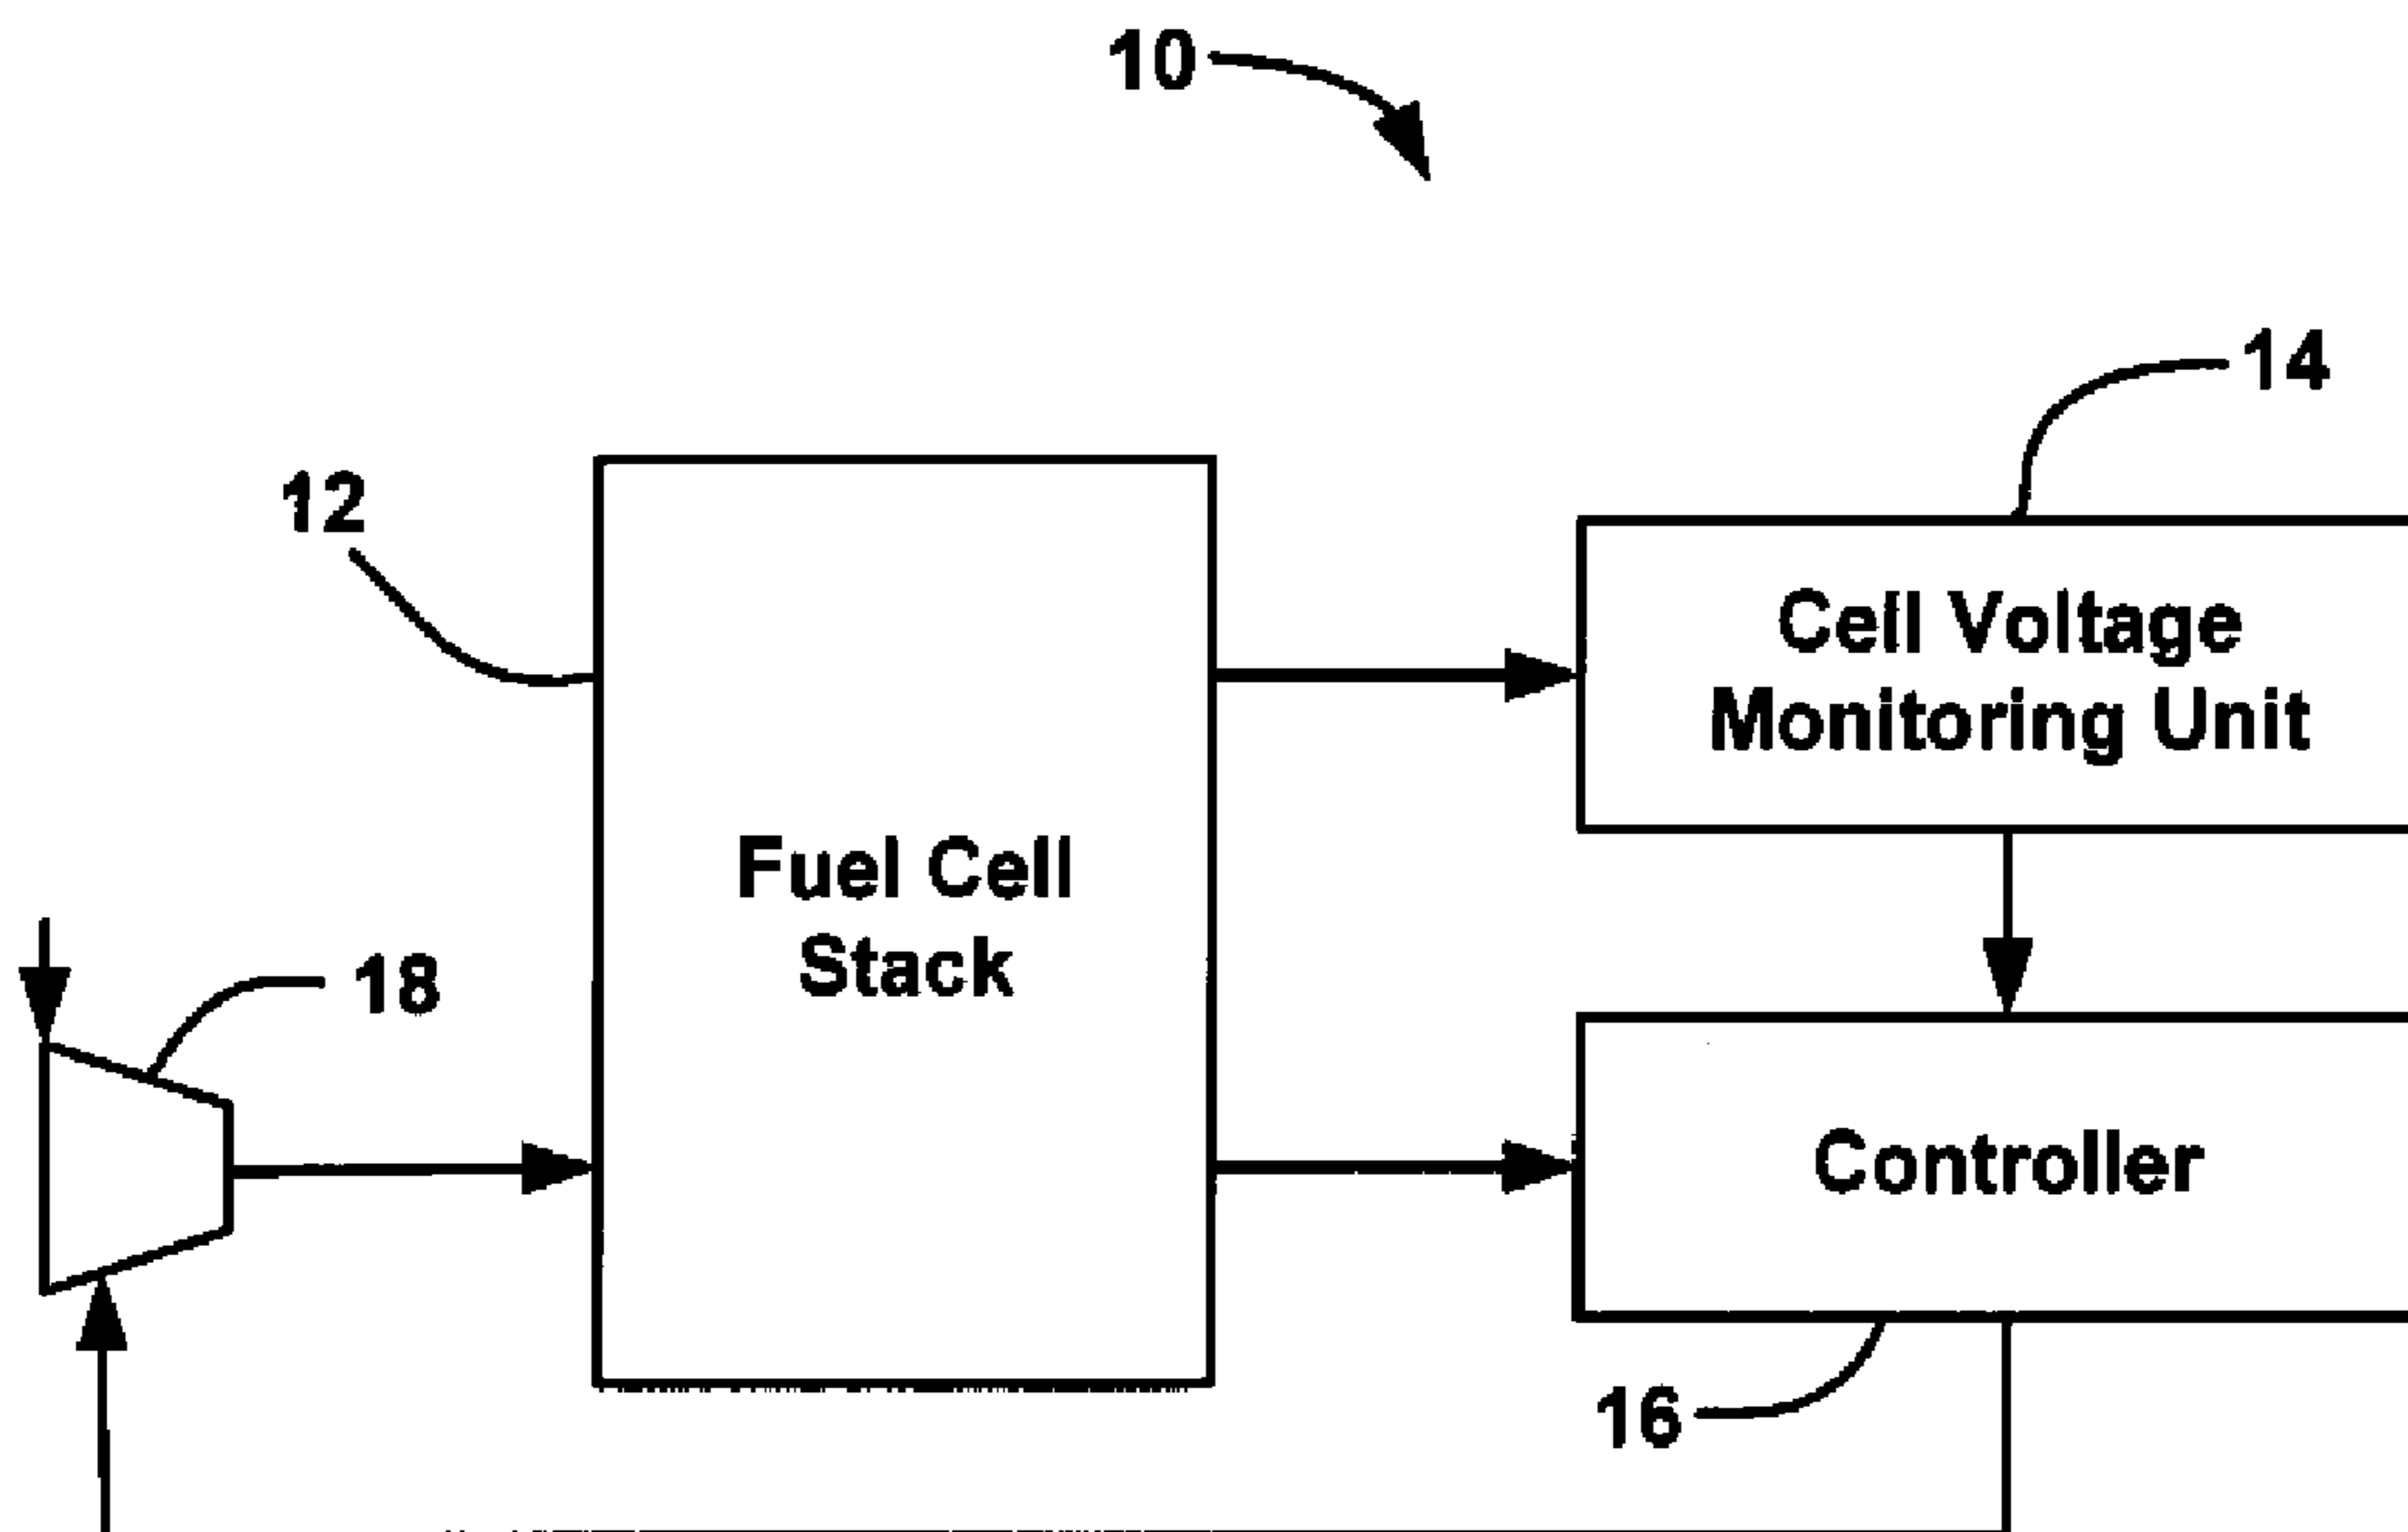 10
14
12
Cell Voltage
Monitoring Unit
Fuel Cell
Stack
18
Controller
16